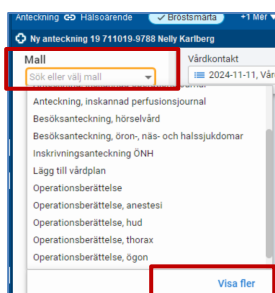 Anteckning Hälsoärende Bröstsmärta +1 Mer
Ny anteckning 19 711019-9788 Nelly Karlberg
Mall Vårdkontakt
Sök eller välj mall 2024-11-11, Vår
Anteckning, inskannad perfusionsjournal
Besöksanteckning, hörselvård
Besöksanteckning, öron-, näs- och halssjukdomar
Inskrivningsanteckning ÖNH
Lägg till vårdplan
Operationsberättelse
Operationsberättelse, anestesi
Operationsberättelse, hud
Operationsberättelse, thorax
Operationsberättelse, ögon
Visa fler